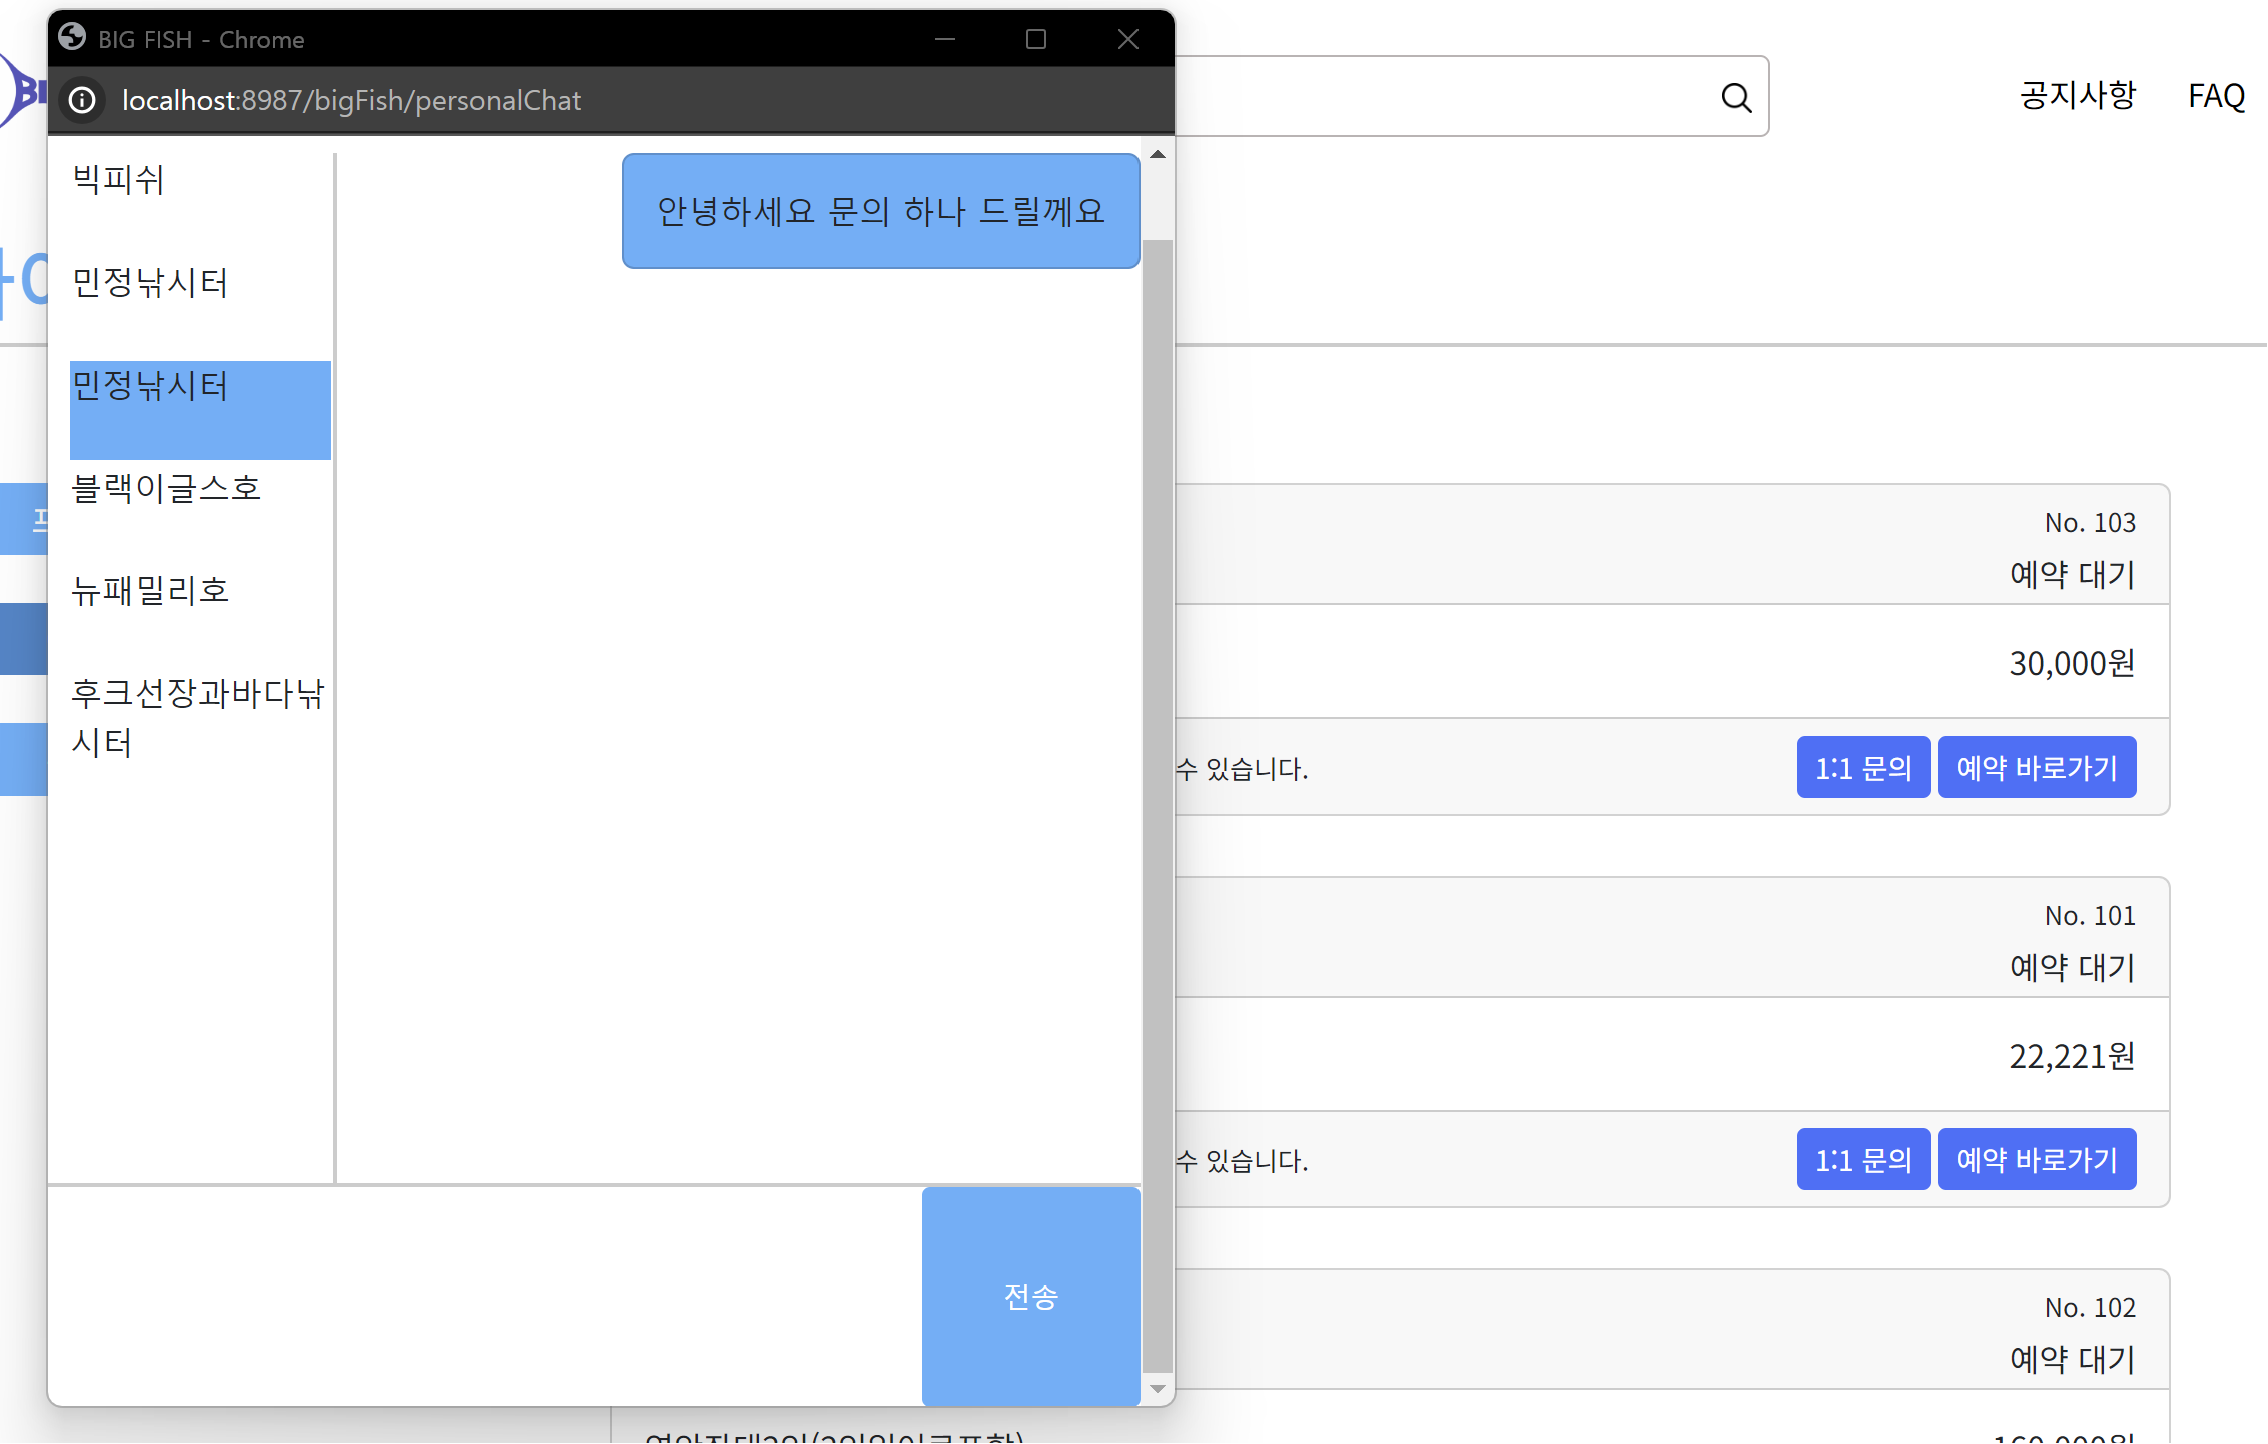 BIG FISH - Chrome
localhost:8987/bigFish/personalChat
공지사항 FAQ
빅피쉬
민정낚시터
민정낚시터
블랙이글스호
뉴패밀리호
후크선장과바다낚
시터
안녕하세요 문의 하나 드릴께요
전송
No. 103
예약 대기
30,000원
수 있습니다.
1:1 문의
예약 바로가기
No. 101
예약 대기
22,221원
수 있습니다.
1:1 문의
예약 바로가기
No. 102
예약 대기